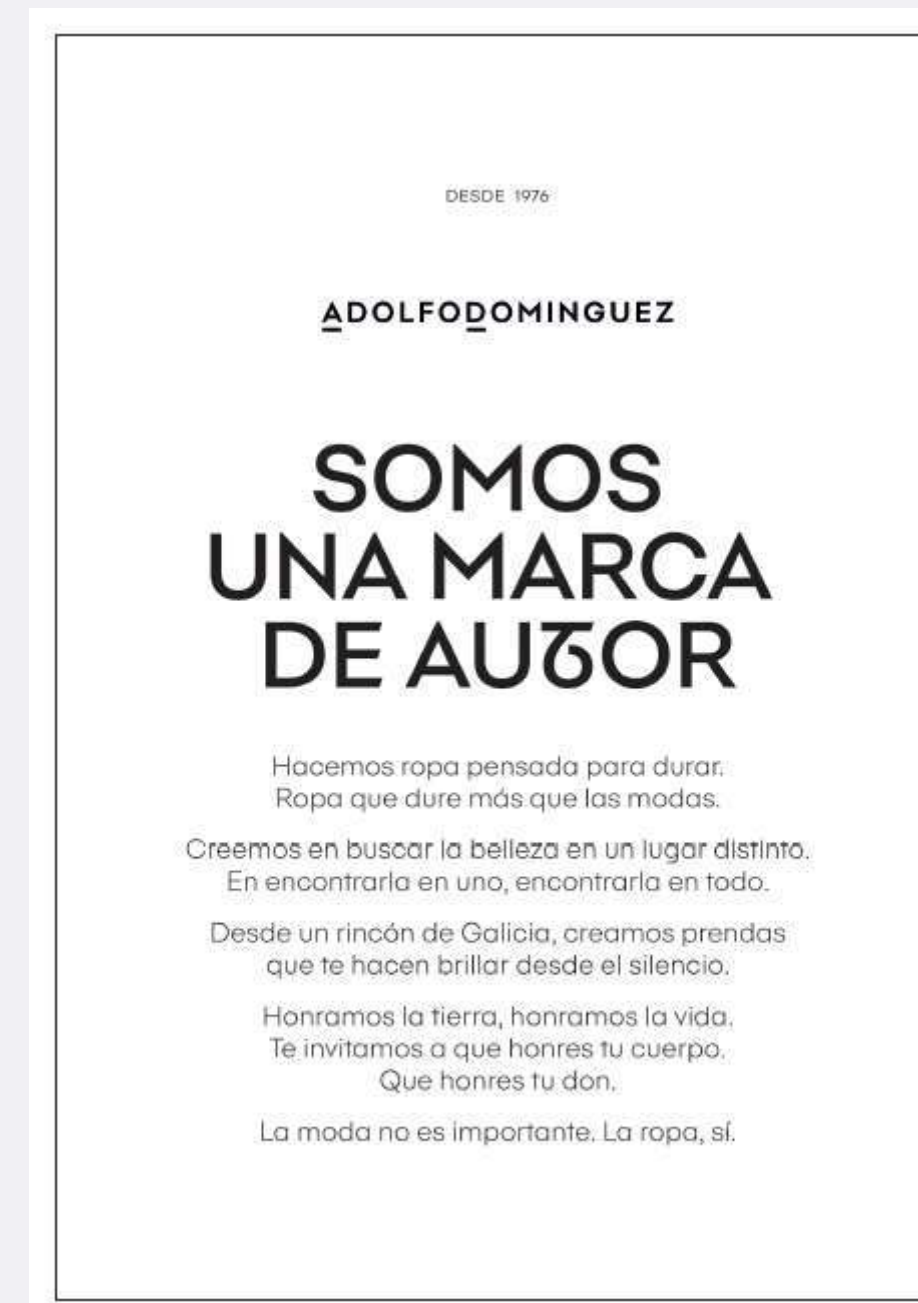 DESDE 1976
ADOLFODOMINGUEZ
SOMOS
UNA MARCA
DE AUTOR
Hacemos ropa pensada para durar.
Ropa que dure más que las modas.
Creemos en buscar la belleza en un lugar distinto.
En encontrarla en uno, encontrarla en todo.
Desde un rincón de Galicia, creamos prendas
que te hacen brillar desde el silencio.
Honramos la tierra, honramos la vida.
Te invitamos a que honres tu cuerpo.
Que honres tu don.
La moda no es importante. La ropa, sí.